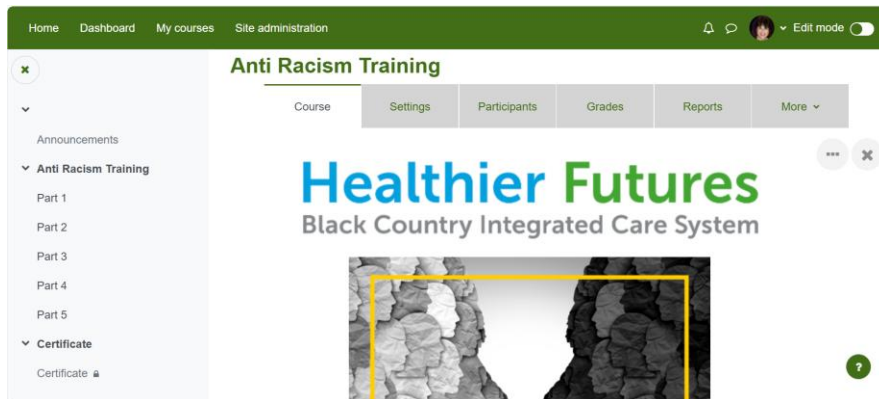 Home Dashboard My courses Site administration Edit mode
Anti Racism Training
Course Settings Participants Grades Reports More
Announcements
Anti Racism Training
Part 1
Part 2
Part 3
Part 4
Part 5
Certificate
Certificate
Healthier Futures
Black Country Integrated Care System
?